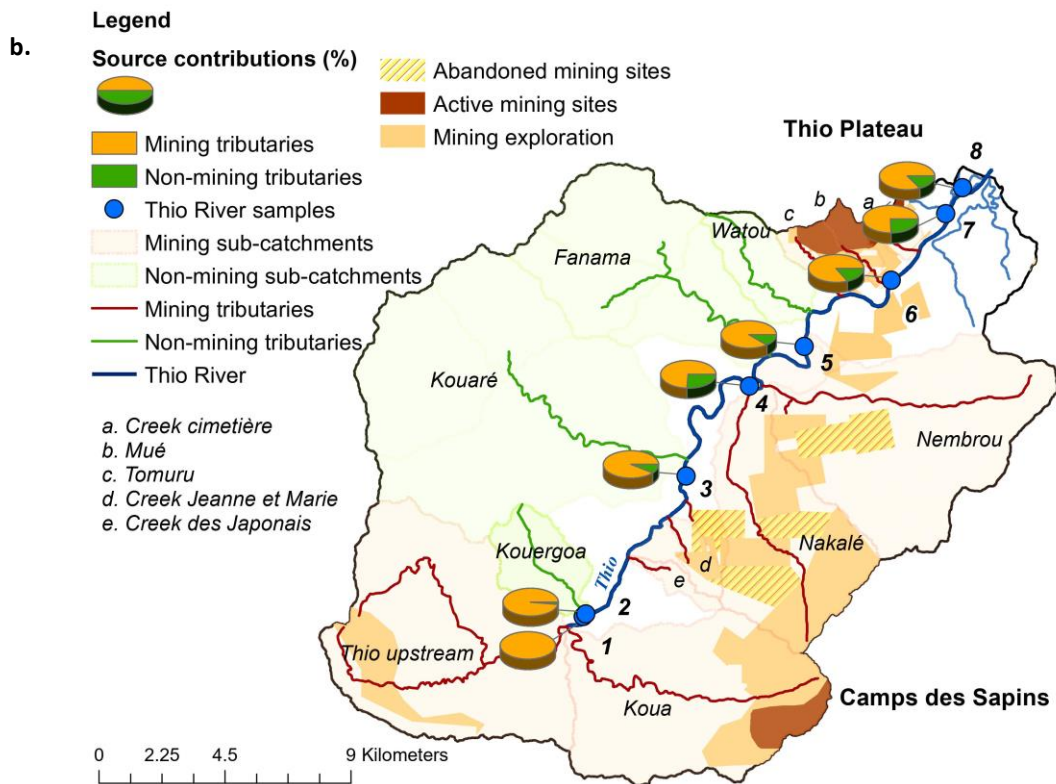 b.
Legend
Source contributions (%)
Mining tributaries
Non-mining tributaries
Thio River samples
Mining sub-catchments
Non-mining sub-catchments
Mining tributaries
Non-mining tributaries
Thio River
Abandoned mining sites
Active mining sites
Mining exploration
a. Creek cimetière
b. Mué
c. Tomuru
d. Creek Jeanne et Marie
e. Creek des Japonais
Thio Plateau
8
b
a
c
7
Watou
Fanama
6
5
Kouaré
4
Nembrou
3
Kouergoa
Nakalé
d
e
Thio
2
1
Thio upstream
Koua
Camps des Sapins
0 2.25 4.5 9 Kilometers